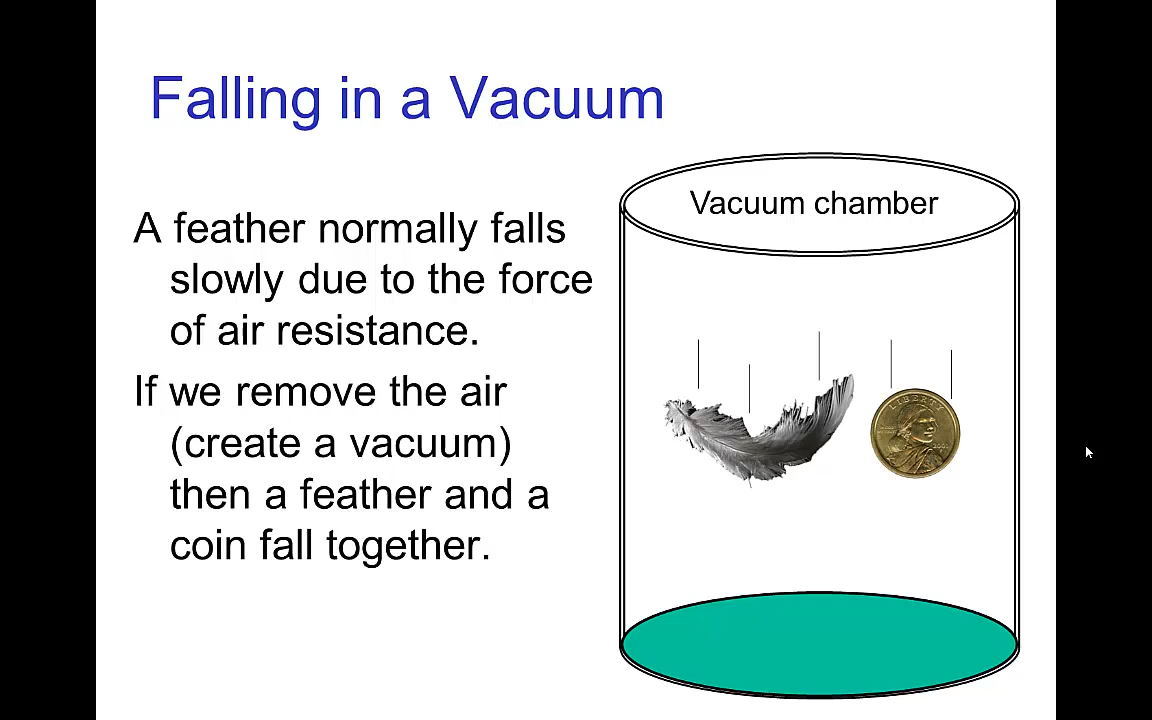 Falling in a Vacuum
Vacuum chamber
A feather normally falls
slowly due to the force
of air resistance.
If we remove the air
(create a vacuum)
then a feather and a
coin fall together.
LIBERTY